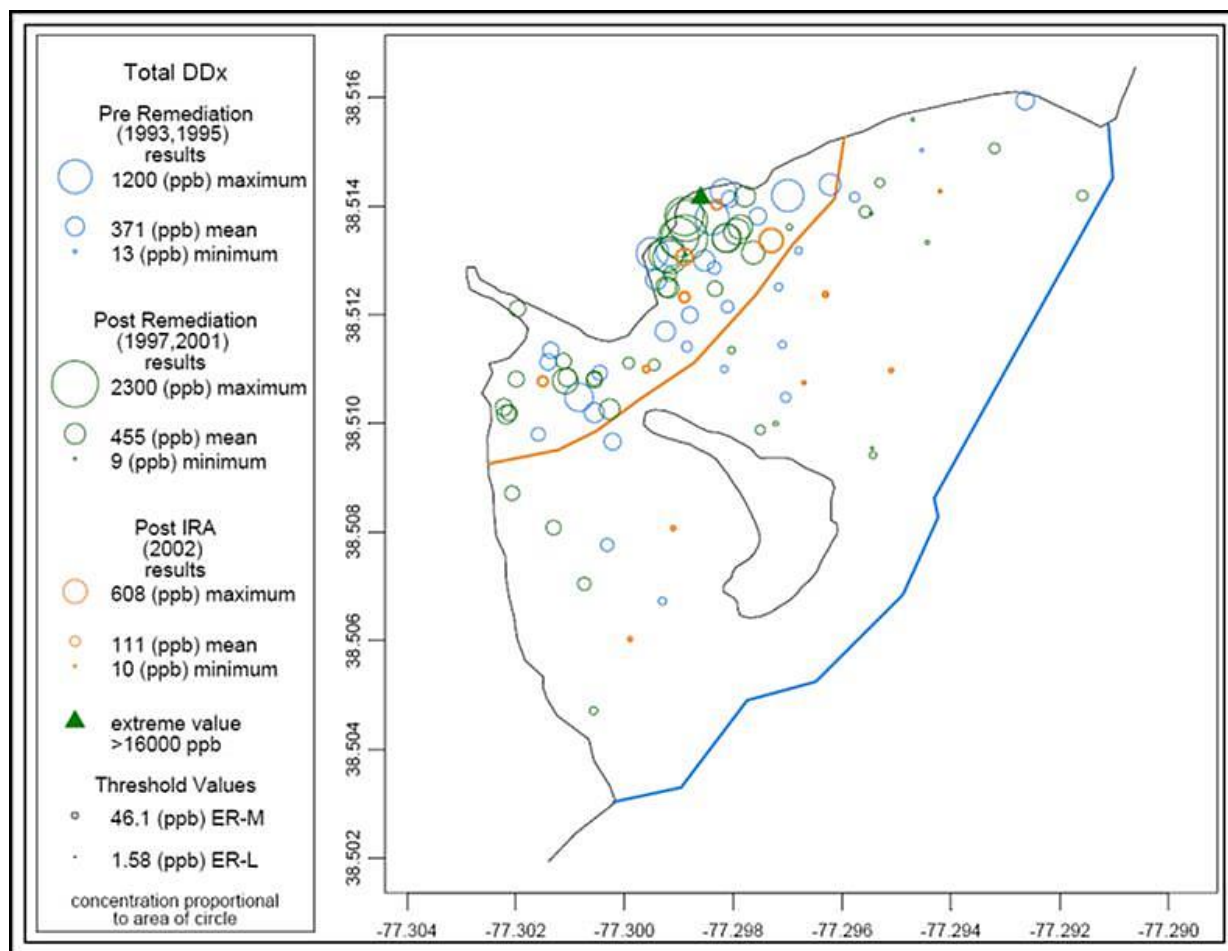 Total DDx
Pre Remediation
(1993,1995)
results
1200 (ppb) maximum
371 (ppb) mean
13 (ppb) minimum
Post Remediation
(1997,2001)
results
2300 (ppb) maximum
455 (ppb) mean
9 (ppb) minimum
Post IRA
(2002)
results
608 (ppb) maximum
111 (ppb) mean
10 (ppb) minimum
extreme value
>16000 ppb
Threshold Values
46.1 (ppb) ER-M
1.58 (ppb) ER-L
concentration proportional
to area of circle
38.516
38.514
38.512
38.510
38.508
38.506
38.504
38.502
-77.304 -77.302 -77.300 -77.298 -77.296 -77.294 -77.292 -77.290